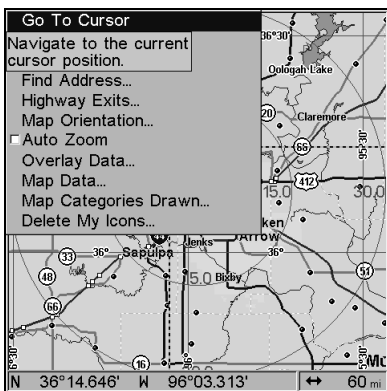 Go To Cursor
Navigate to the current
cursor position.
Find Address...
Highway Exits...
Map Orientation...
Auto Zoom
Overlay Data...
Map Data...
Map Categories Drawn...
Delete My Icons...
36°30'
Oologah Lake
20
Claremore
66
95°30'
412
15.0
30.0
ken
Arrow
Jenks
33
36°
Sapulpa
36°
48
5.0
Bixby
51
66
16
N 36°14.646' W 96°03.313' ↔ 60 mi